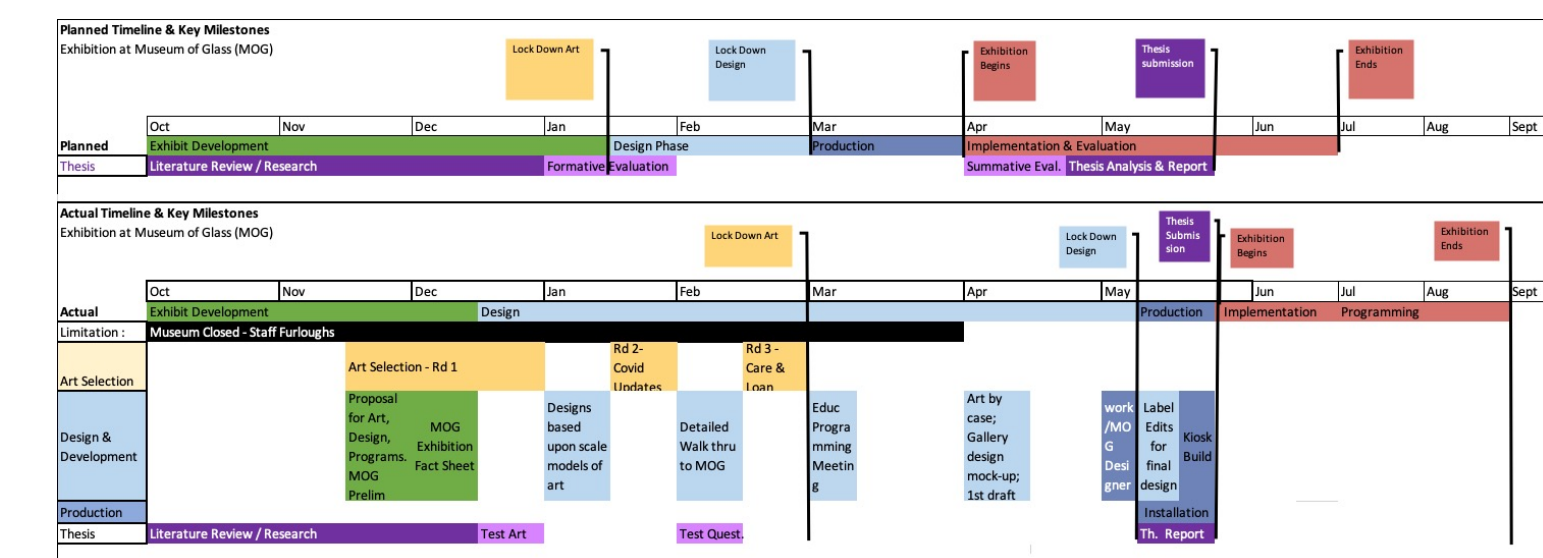 Planned Timeline & Key Milestones
Exhibition at Museum of Glass (MOG)
Lock Down Art
Lock Down
Design
Exhibition
Begins
Thesis
submission
Exhibition
Ends
Oct Nov Dec Jan Feb Mar Apr May Jun Jul Aug Sept
Planned Exhibit Development Design Phase Production Implementation & Evaluation
Thesis Literature Review / Research Formative Evaluation Summative Eval. Thesis Analysis & Report
Actual Timeline & Key Milestones
Exhibition at Museum of Glass (MOG)
Lock Down Art
Lock Down
Design
Thesis
Submis
sion
Exhibition
Begins
Exhibition
Ends
Oct Nov Dec Jan Feb Mar Apr May Jun Jul Aug Sept
Actual Exhibit Development Design Production Implementation Programming
Limitation : Museum Closed - Staff Furloughs
Art Selection
Art Selection - Rd 1
Rd 2-
Covid
Updates
Rd 3 -
Care &
Loan
Design &
Development
Proposal
for Art,
Design,
Programs.
MOG
Prelim
MOG
Exhibition
Fact Sheet
Designs
based
upon scale
models of
art
Detailed
Walk thru
to MOG
Educ
Progra
mming
Meetin
g
Art by
case;
Gallery
design
mock-up;
1st draft
work
/MO
G
Desi
gner
Label
Edits
for
final
design
Kiosk
Build
Production Installation
Thesis Literature Review / Research Test Art Test Quest. Th. Report